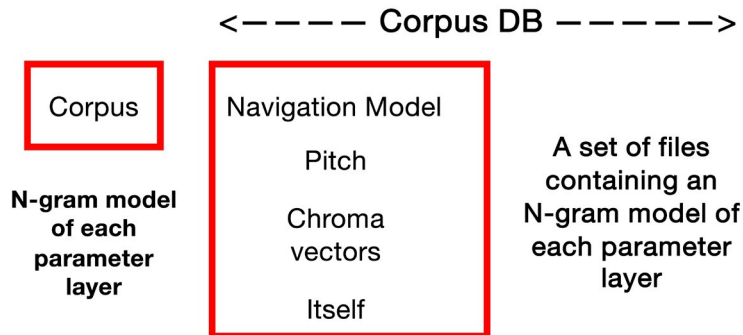 <————— Corpus DB —————>
Corpus
N-gram model
of each
parameter
layer
Navigation Model
Pitch
Chroma
vectors
Itself
A set of files
containing an
N-gram model of
each parameter
layer